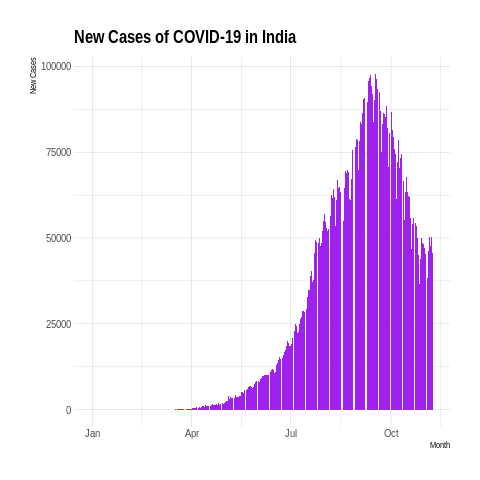 New Cases of COVID-19 in India
New Cases
100000
75000
50000
25000
0
Jan Apr Jul Oct
Month